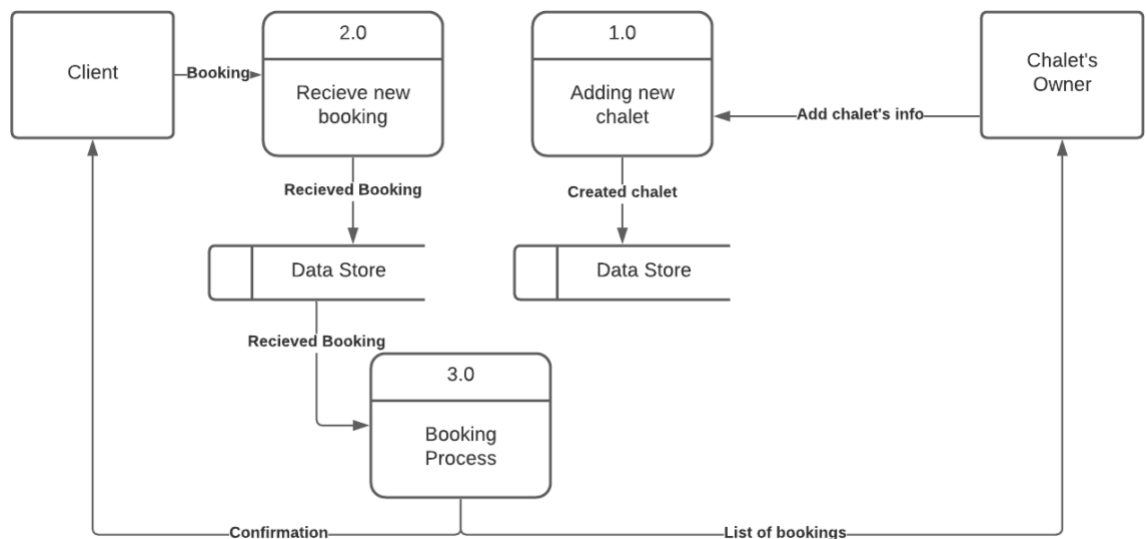 2.0
1.0
Client
Booking
Recieve new
booking
Adding new
chalet
Add chalet's info
Chalet's
Owner
Recieved Booking
Created chalet
Data Store
Data Store
Recieved Booking
3.0
Booking
Process
Confirmation
List of bookings